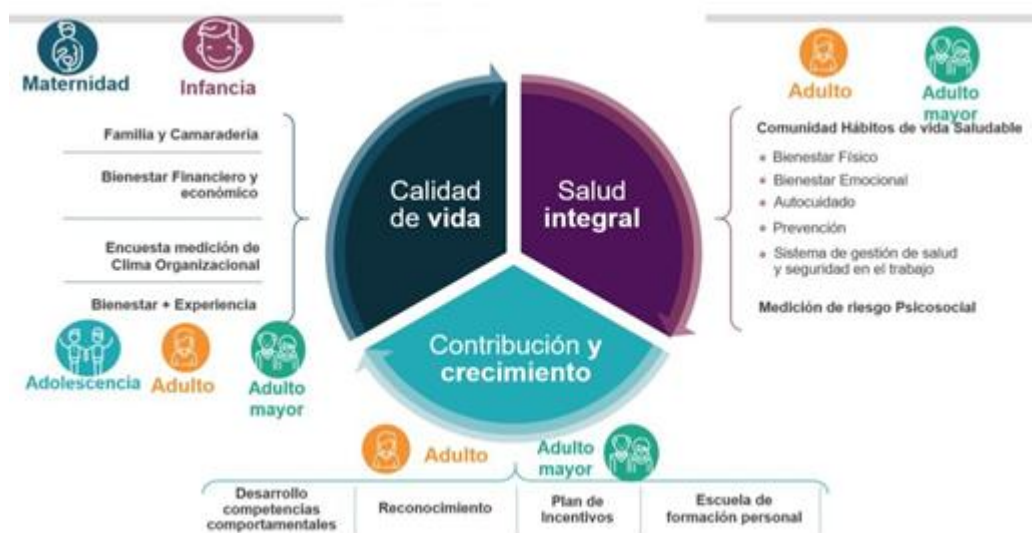 Maternidad
Infancia
Familia y Camaradería
Bienestar Financiero y
económico
Encuesta medición de
Clima Organizacional
Bienestar + Experiencia
Adolescencia
Adulto
Adulto
mayor
Calidad
de vida
Salud
integral
Contribución y
crecimiento
Adulto
Adulto
mayor
Comunidad Hábitos de vida Saludable
Bienestar Físico
Bienestar Emocional
Autocuidado
Prevención
Sistema de gestión de salud
y seguridad en el trabajo
Medición de riesgo Psicosocial
Adulto
Adulto
mayor
Desarrollo
competencias
comportamentales
Reconocimiento
Plan de
Incentivos
Escuela de
formación personal